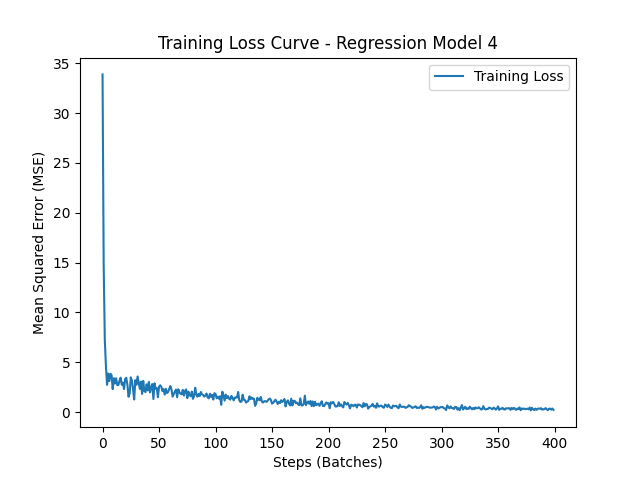 Training Loss Curve - Regression Model 4
Training Loss
Mean Squared Error (MSE)
35
30
25
20
15
10
5
0
0 50 100 150 200 250 300 350 400
Steps (Batches)